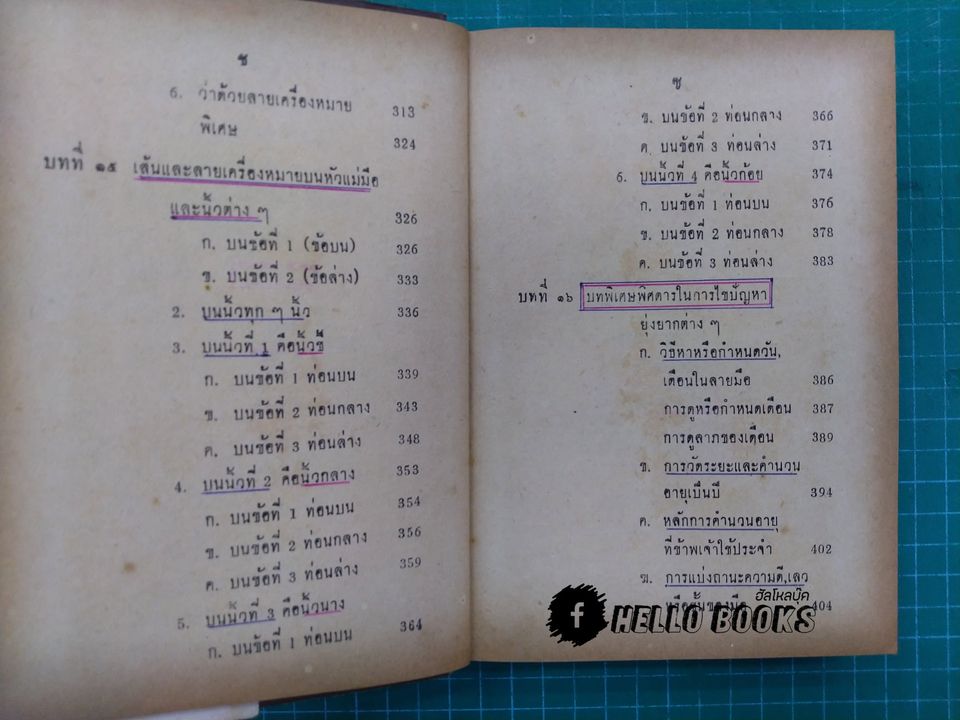 ช
6. ว่าด้วยลายเครื่องหมาย 313
พิเศษ 324
บทที่ ๑๕ เส้นและลายเครื่องหมายบนหัวแม่มือ
และนิ้วต่าง ๆ 326
ก. บนข้อที่ 1 (ข้อบน) 326
ข. บนข้อที่ 2 (ข้อล่าง) 333
2. บนนิ้วทุก ๆ นิ้ว 336
3. บนนิ้วที่ 1 คือนิ้วชี้
ก. บนข้อที่ 1 ท่อนบน 339
ข. บนข้อที่ 2 ท่อนกลาง 343
ค. บนข้อที่ 3 ท่อนล่าง 348
4. บนนิ้วที่ 2 คือนิ้วกลาง 353
ก. บนข้อที่ 1 ท่อนบน 354
ข. บนข้อที่ 2 ท่อนกลาง 356
ค. บนข้อที่ 3 ท่อนล่าง 359
5. บนนิ้วที่ 3 คือนิ้วนาง
ก. บนข้อที่ 1 ท่อนบน 364
ซ
ข. บนข้อที่ 2 ท่อนกลาง 366
ค. บนข้อที่ 3 ท่อนล่าง 371
6. บนนิ้วที่ 4 คือนิ้วก้อย 374
ก. บนข้อที่ 1 ท่อนบน 376
ข. บนข้อที่ 2 ท่อนกลาง 378
ค. บนข้อที่ 3 ท่อนล่าง 383
บทที่ ๑๖ บทพิเศษพิศดารในการไขปัญหา
ยุ่งยากต่าง ๆ
ก. วิธีหาหรือกำหนดวัน,
เดือนในลายมือ 386
การดูหรือกำหนดเดือน 387
การดูลาภของเดือน 389
ข. การวัดระยะและคำนวน
อายุเป็นปี 394
ค. หลักการคำนวนอายุ
ที่ข้าพเจ้าใช้ประจำ 402
ฆ. การแบ่งถานะความดี,เลว
หรือชั้นของมือ 404
ฮัลโหลบุ๊ค
f HELLO BOOKS